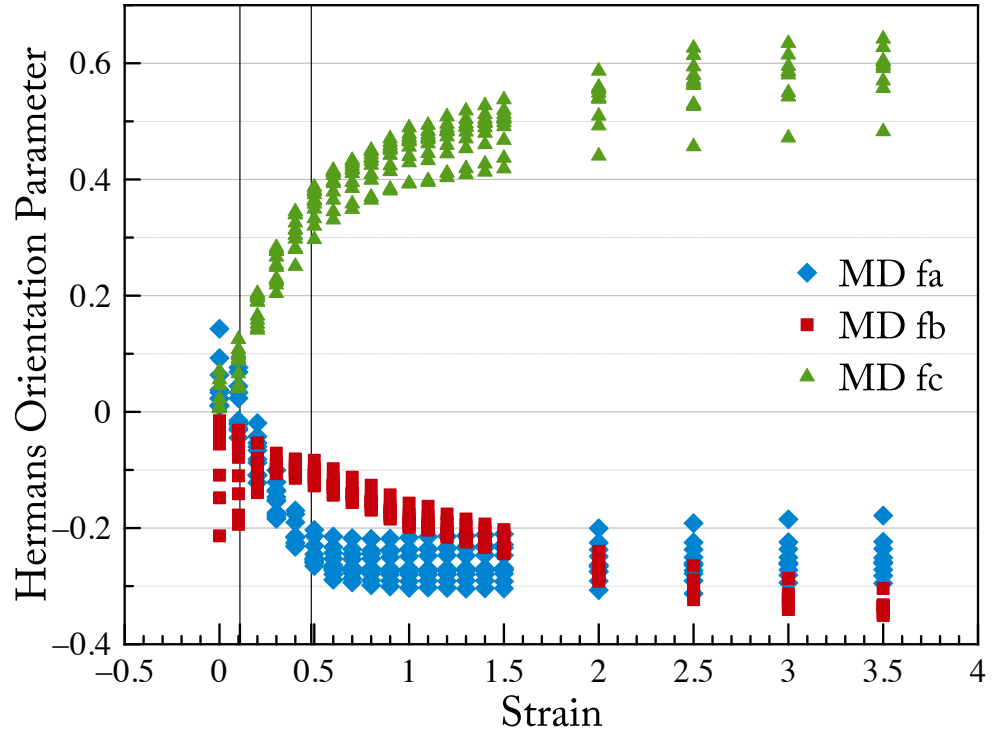 Hermans Orientation Parameter
0.6
0.4
0.2
0
−0.2
−0.4
MD fa
MD fb
MD fc
−0.5 0 0.5 1 1.5 2 2.5 3 3.5 4
Strain